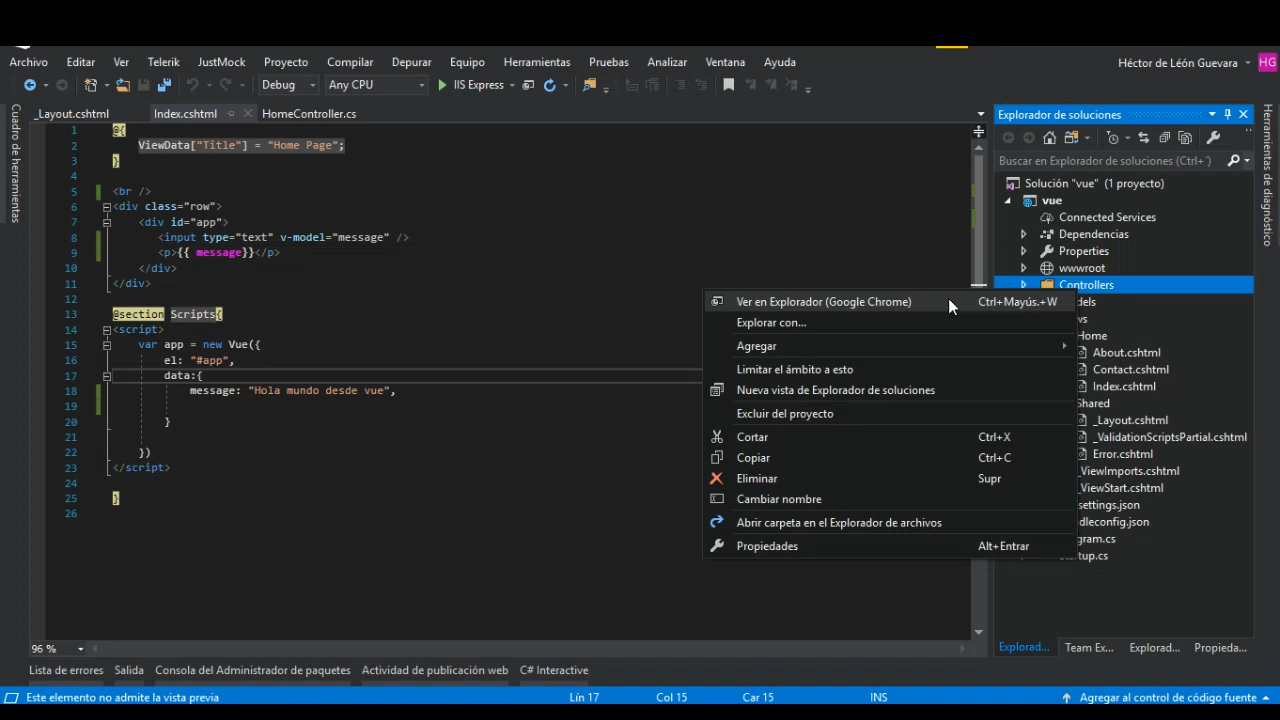 Archivo Editar Ver Telerik JustMock Proyecto Compilar Depurar Equipo Herramientas Pruebas Analizar Ventana Ayuda Héctor de León Guevara HG
Debug Any CPU IIS Express
_Layout.cshtml Index.cshtml HomeController.cs
Cuadro de herramientas
1 @{
2 ViewData["Title"] = "Home Page";
3 }
4
5 <br />
6 <div class="row">
7 <div id="app">
8 <input type="text" v-model="message" />
9 <p>{{ message}}</p>
10 </div>
11 </div>
12
13 @section Scripts{
14 <script>
15 var app = new Vue({
16 el: "#app",
17 data:{
18 message: "Hola mundo desde vue",
19
20 }
21
22 })
23 </script>
24
25 }
26
96 %
Ver en Explorador (Google Chrome) Ctrl+Mayús.+W
Explorar con...
Agregar
Limitar el ámbito a esto
Nueva vista de Explorador de soluciones
Excluir del proyecto
Cortar Ctrl+X
Copiar Ctrl+C
Eliminar Supr
Cambiar nombre
Abrir carpeta en el Explorador de archivos
Propiedades Alt+Entrar
Explorador de soluciones
Buscar en Explorador de soluciones (Ctrl+')
Solución "vue" (1 proyecto)
vue
Connected Services
Dependencias
Properties
wwwroot
Controllers
dels
vs
Home
About.cshtml
Contact.cshtml
Index.cshtml
Shared
_Layout.cshtml
_ValidationScriptsPartial.cshtml
Error.cshtml
_ViewImports.cshtml
_ViewStart.cshtml
settings.json
dleconfig.json
gram.cs
tup.cs
Explorad... Team Ex... Explorad... Propieda...
Herramientas de diagnóstico
Lista de errores Salida Consola del Administrador de paquetes Actividad de publicación web C# Interactive
Este elemento no admite la vista previa Lín 17 Col 15 Car 15 INS Agregar al control de código fuente